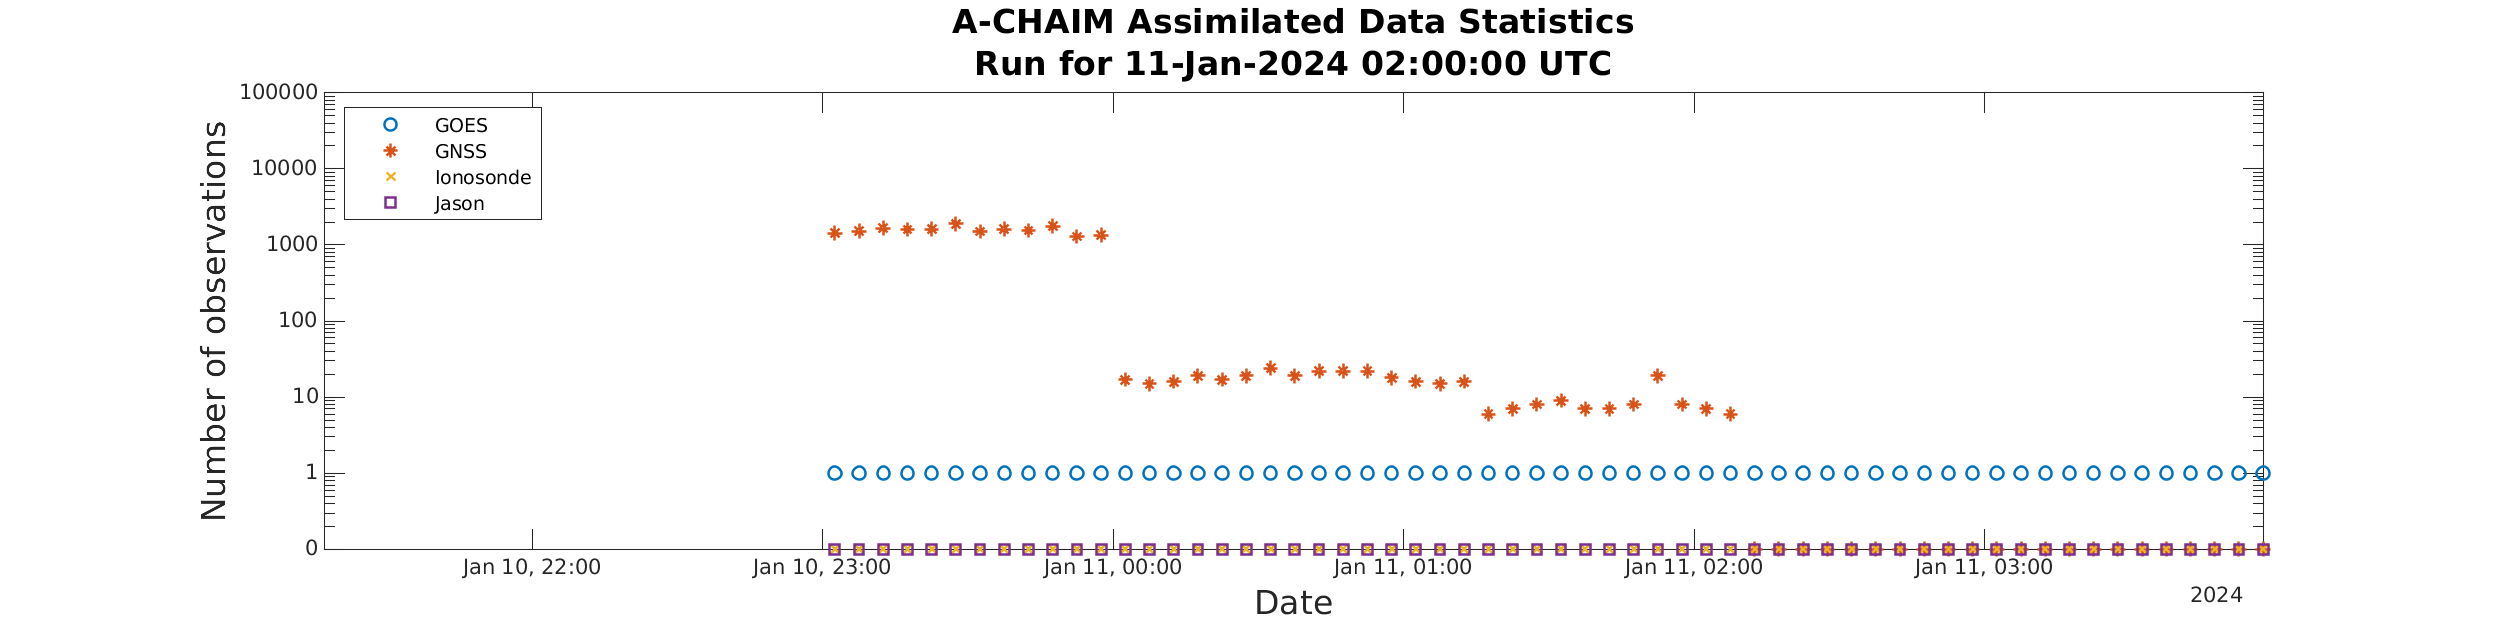 A-CHAIM Assimilated Data Statistics
Run for 11-Jan-2024 02:00:00 UTC
Number of observations
100000
10000
1000
100
10
1
0
GOES
GNSS
Ionosonde
Jason
Jan 10, 22:00
Jan 10, 23:00
Jan 11, 00:00
Jan 11, 01:00
Jan 11, 02:00
Jan 11, 03:00
Date
2024